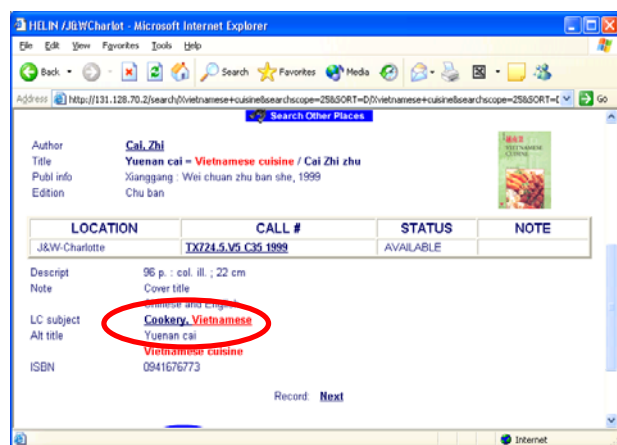 HELIN /J&WCharlot - Microsoft Internet Explorer
File Edit View Favorites Tools Help
Back Search Favorites Media
Address http://131.128.70.2/search/Xvietnamese+cuisine&searchscope=25&SORT=D/Xvietnamese+cuisine&searchscope=25&SORT=D Go
Search Other Places
Author Cai, Zhi
Title Yuenan cai = Vietnamese cuisine / Cai Zhi zhu
Publ info Xianggang : Wei chuan zhu ban she, 1999
Edition Chu ban
VIETNAMESE
CUISINE
LOCATION CALL # STATUS NOTE
J&W-Charlotte TX724.5.V5 C35 1999 AVAILABLE
Descript 96 p. : col. ill. ; 22 cm
Note Cover title
Chinese and English
LC subject Cookery, Vietnamese
Alt title Yuenan cai
Vietnamese cuisine
ISBN 0941676773
Record: Next
Internet